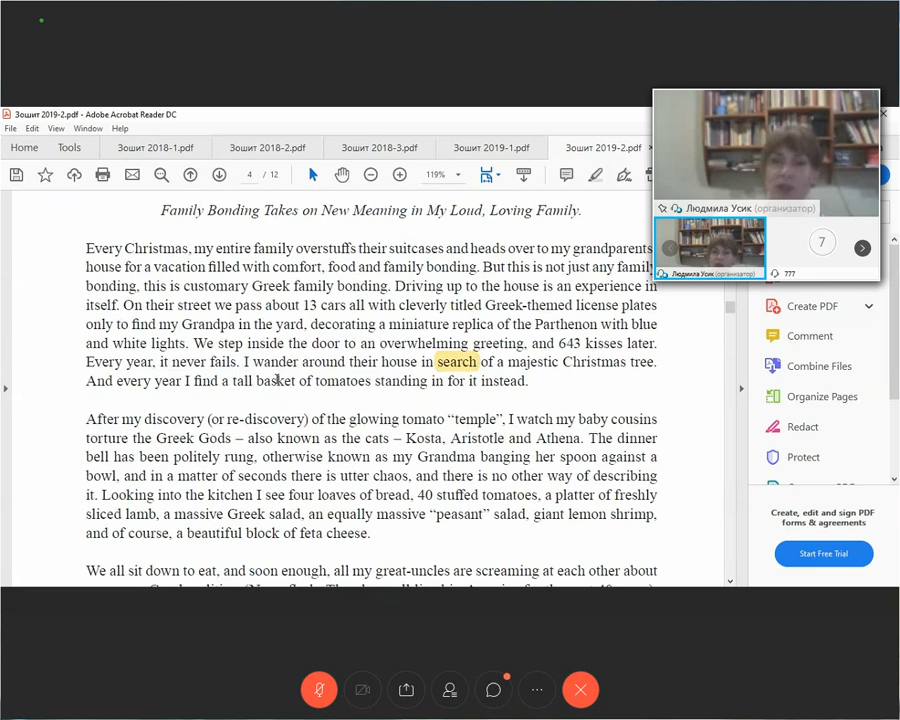 Зошит 2019-2.pdf - Adobe Acrobat Reader DC
File Edit View Window Help
Home Tools Зошит 2018-1.pdf Зошит 2018-2.pdf Зошит 2018-3.pdf Зошит 2019-1.pdf Зошит 2019-2.pdf
4 / 12 119%
Людмила Усик (организатор)
Людмила Усик (организатор)
7
777
Family Bonding Takes on New Meaning in My Loud, Loving Family.
Every Christmas, my entire family overstuffs their suitcases and heads over to my grandparents
house for a vacation filled with comfort, food and family bonding. But this is not just any family
bonding, this is customary Greek family bonding. Driving up to the house is an experience in
itself. On their street we pass about 13 cars all with cleverly titled Greek-themed license plates
only to find my Grandpa in the yard, decorating a miniature replica of the Parthenon with blue
and white lights. We step inside the door to an overwhelming greeting, and 643 kisses later.
Every year, it never fails. I wander around their house in search of a majestic Christmas tree.
And every year I find a tall basket of tomatoes standing in for it instead.
After my discovery (or re-discovery) of the glowing tomato “temple”, I watch my baby cousins
torture the Greek Gods – also known as the cats – Kosta, Aristotle and Athena. The dinner
bell has been politely rung, otherwise known as my Grandma banging her spoon against a
bowl, and in a matter of seconds there is utter chaos, and there is no other way of describing
it. Looking into the kitchen I see four loaves of bread, 40 stuffed tomatoes, a platter of freshly
sliced lamb, a massive Greek salad, an equally massive “peasant” salad, giant lemon shrimp,
and of course, a beautiful block of feta cheese.
We all sit down to eat, and soon enough, all my great-uncles are screaming at each other about
Create PDF
Comment
Combine Files
Organize Pages
Redact
Protect
Create, edit and sign PDF
forms & agreements
Start Free Trial